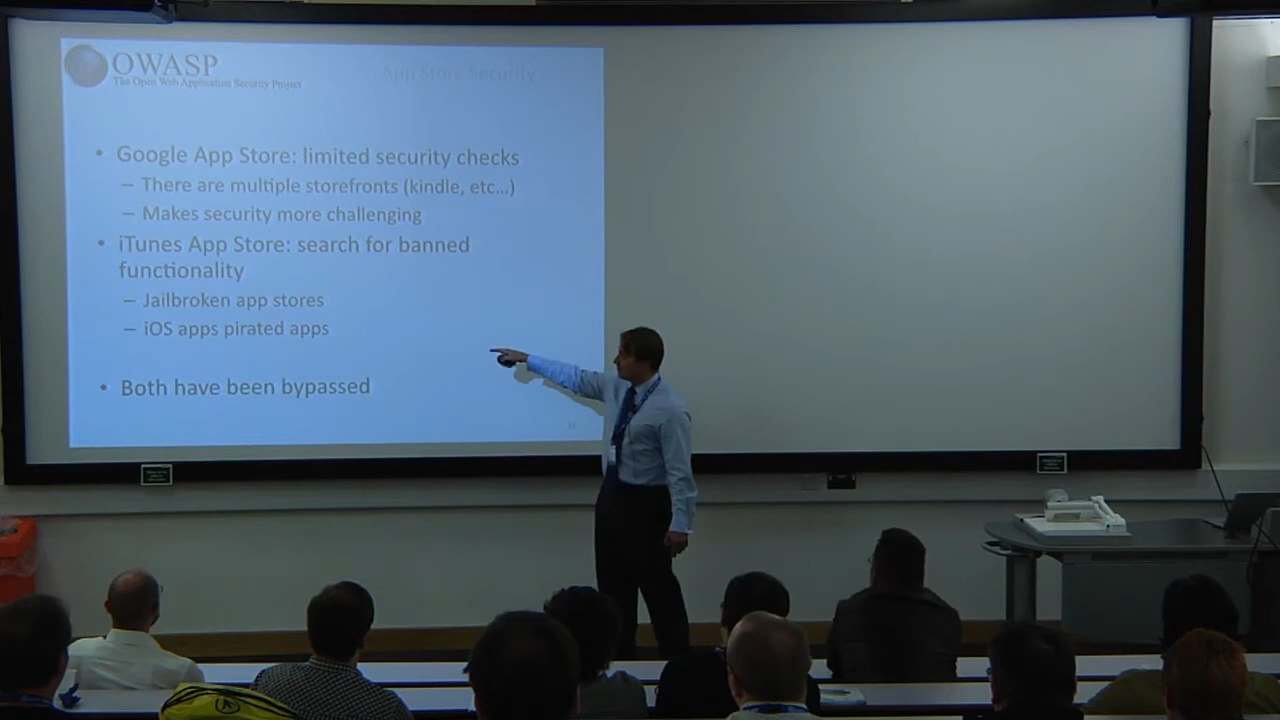 OWASP
The Open Web Application Security Project
App Store Security
• Google App Store: limited security checks
– There are multiple storefronts (kindle, etc...)
– Makes security more challenging
• iTunes App Store: search for banned
functionality
– Jailbroken app stores
– iOS apps pirated apps
• Both have been bypassed